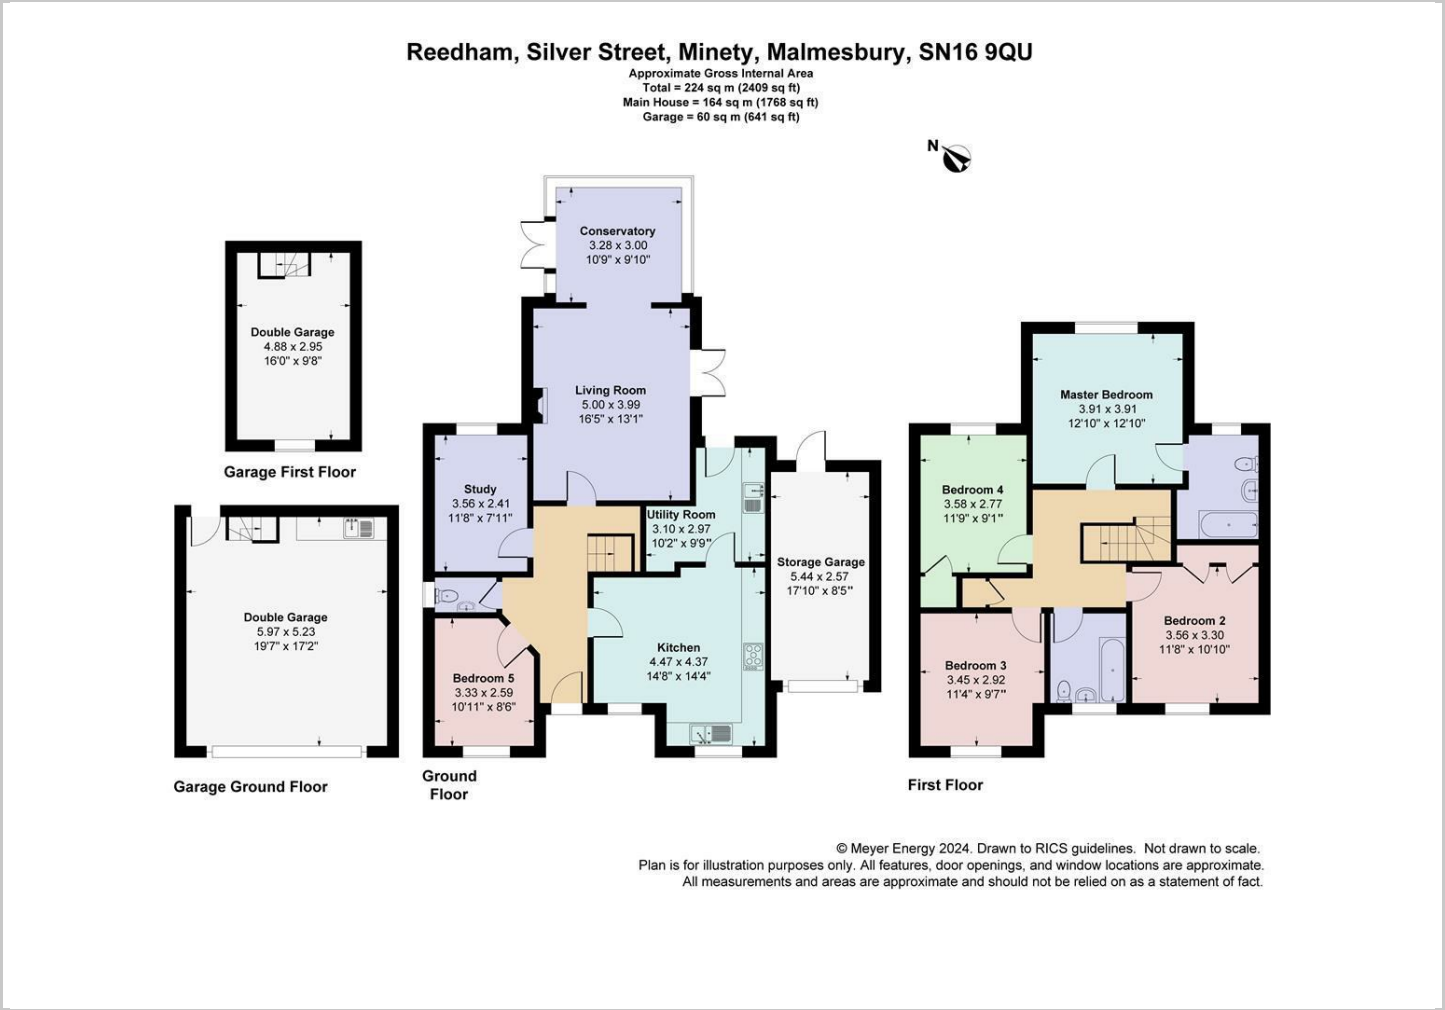 Reedham, Silver Street, Minety, Malmesbury, SN16 9QU
Approximate Gross Internal Area
Total = 224 sq m (2409 sq ft)
Main House = 164 sq m (1768 sq ft)
Garage = 60 sq m (641 sq ft)
N
Conservatory
3.28 x 3.00
10'9" x 9'10"
Double Garage
4.88 x 2.95
16'0" x 9'8"
Garage First Floor
Living Room
5.00 x 3.99
16'5" x 13'1"
Master Bedroom
3.91 x 3.91
12'10" x 12'10"
Study
3.56 x 2.41
11'8" x 7'11"
Utility Room
3.10 x 2.97
10'2" x 9'9"
Storage Garage
5.44 x 2.57
17'10" x 8'5"
Bedroom 4
3.58 x 2.77
11'9" x 9'1"
Double Garage
5.97 x 5.23
19'7" x 17'2"
Garage Ground Floor
Bedroom 5
3.33 x 2.59
10'11" x 8'6"
Kitchen
4.47 x 4.37
14'8" x 14'4"
Bedroom 3
3.45 x 2.92
11'4" x 9'7"
Bedroom 2
3.56 x 3.30
11'8" x 10'10"
Ground
Floor
First Floor
© Meyer Energy 2024. Drawn to RICS guidelines.  Not drawn to scale.
Plan is for illustration purposes only. All features, door openings, and window locations are approximate.
All measurements and areas are approximate and should not be relied on as a statement of fact.